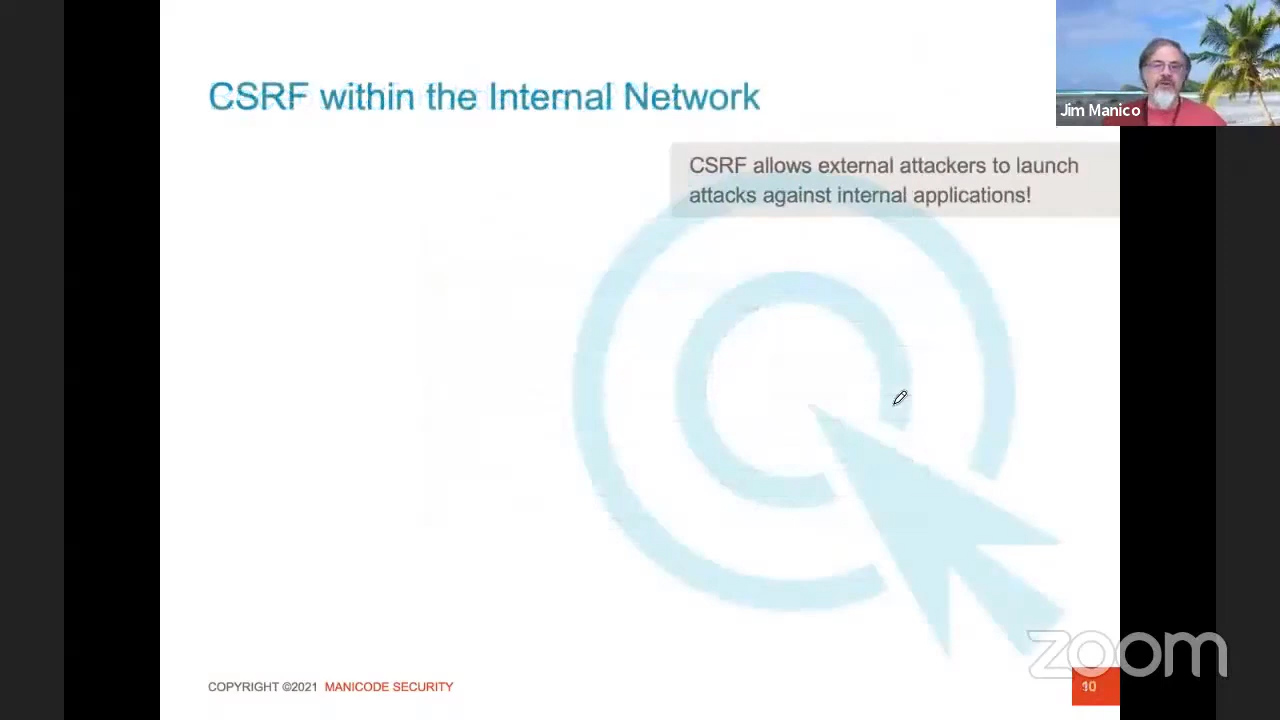 CSRF within the Internal Network
Jim Manico
CSRF allows external attackers to launch
attacks against internal applications!
zoom
COPYRIGHT ©2021 MANICODE SECURITY